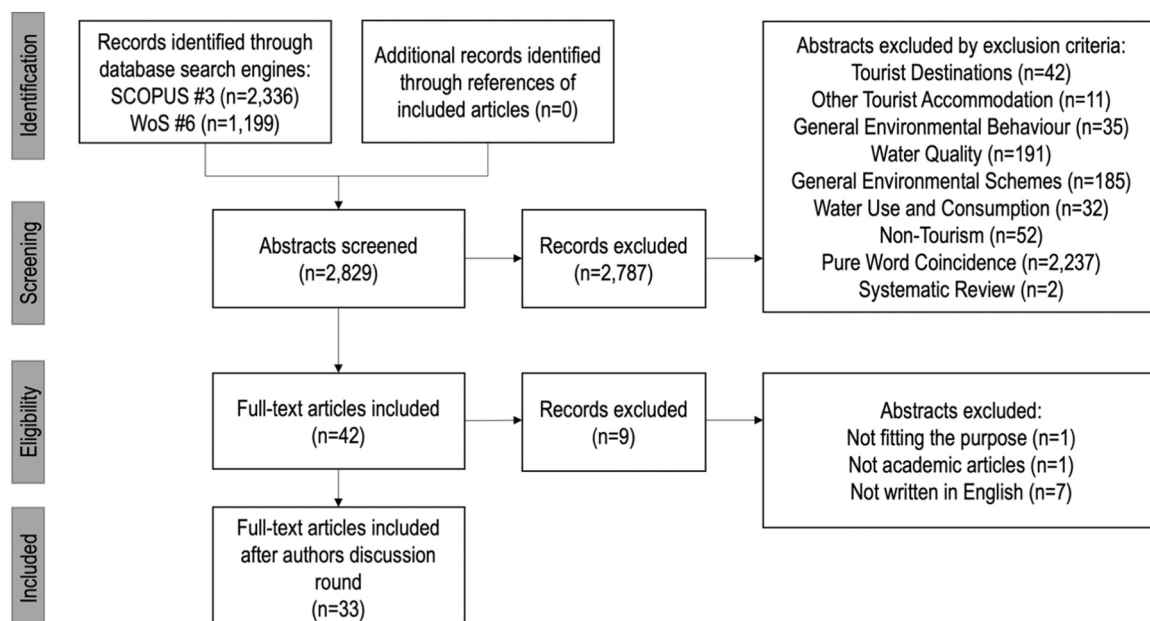 Identification
Records identified through
database search engines:
SCOPUS #3 (n=2,336)
WoS #6 (n=1,199)
Additional records identified
through references of
included articles (n=0)
Abstracts excluded by exclusion criteria:
Tourist Destinations (n=42)
Other Tourist Accommodation (n=11)
General Environmental Behaviour (n=35)
Water Quality (n=191)
General Environmental Schemes (n=185)
Water Use and Consumption (n=32)
Non-Tourism (n=52)
Pure Word Coincidence (n=2,237)
Systematic Review (n=2)
Screening
Abstracts screened
(n=2,829)
Records excluded
(n=2,787)
Eligibility
Full-text articles included
(n=42)
Records excluded
(n=9)
Abstracts excluded:
Not fitting the purpose (n=1)
Not academic articles (n=1)
Not written in English (n=7)
Included
Full-text articles included
after authors discussion
round
(n=33)